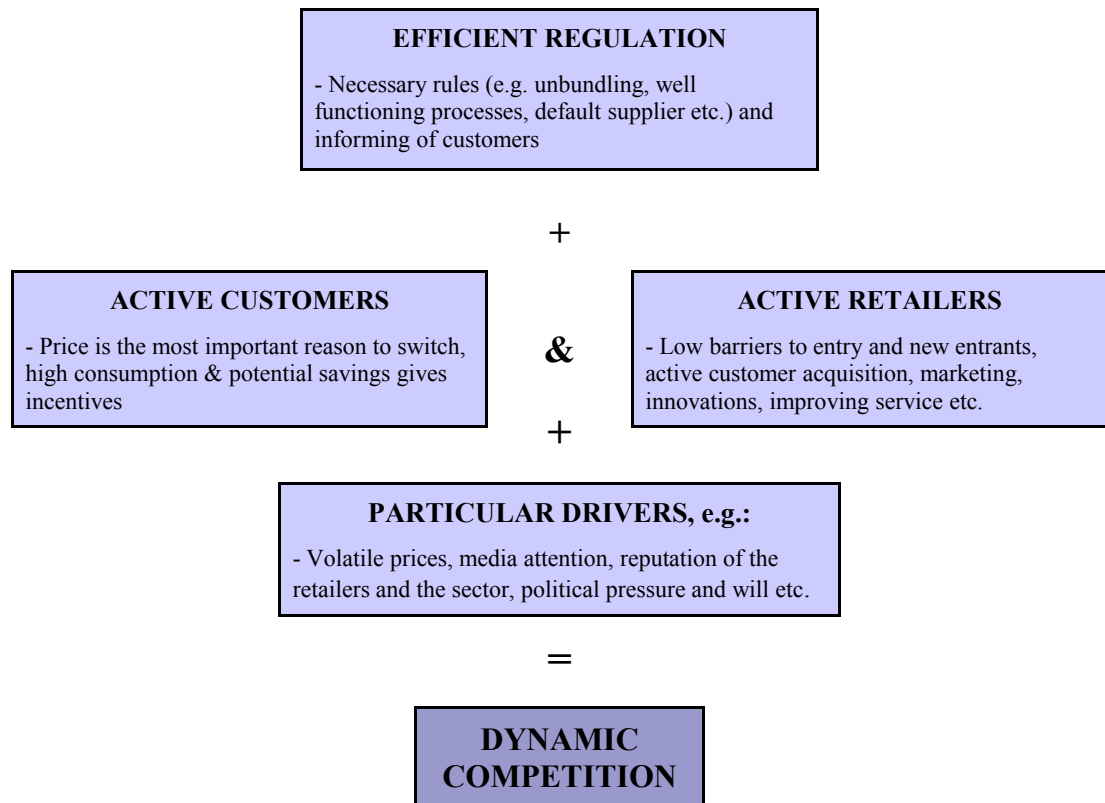 EFFICIENT REGULATION
- Necessary rules (e.g. unbundling, well
functioning processes, default supplier etc.) and
informing of customers
+
ACTIVE CUSTOMERS
- Price is the most important reason to switch,
high consumption & potential savings gives
incentives
&
ACTIVE RETAILERS
- Low barriers to entry and new entrants,
active customer acquisition, marketing,
innovations, improving service etc.
+
PARTICULAR DRIVERS, e.g.:
- Volatile prices, media attention, reputation of the
retailers and the sector, political pressure and will etc.
=
DYNAMIC
COMPETITION